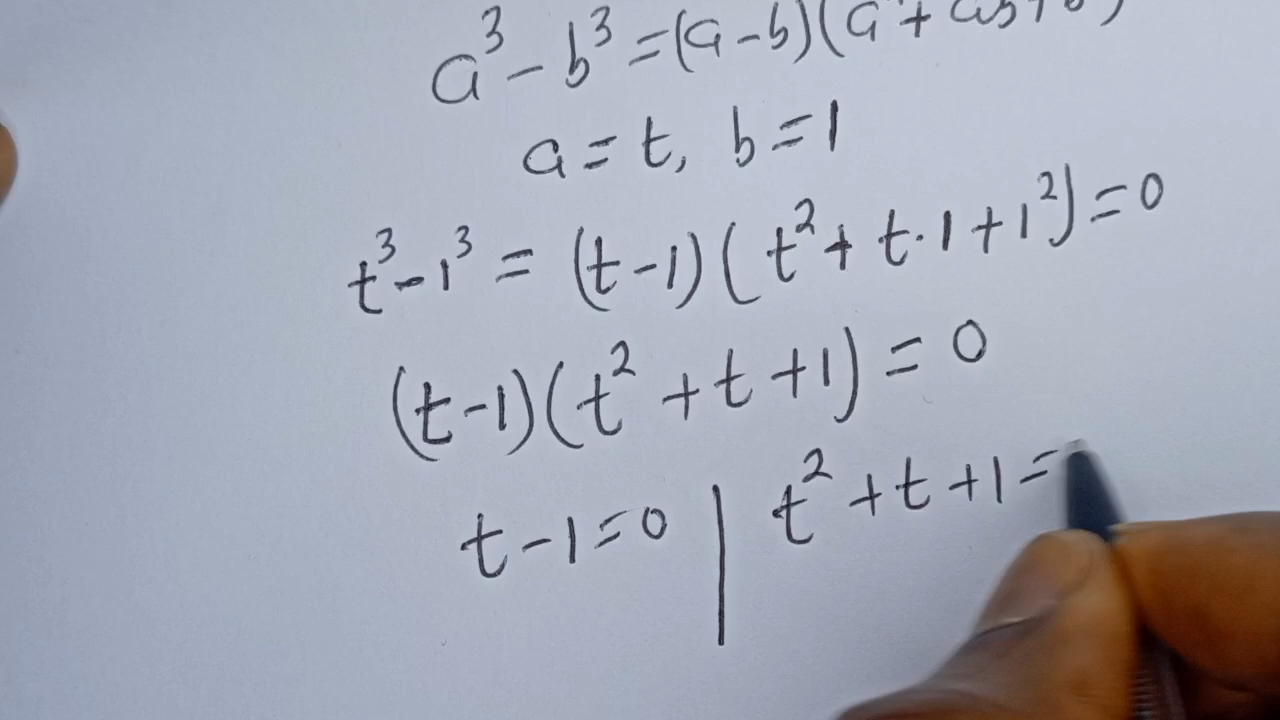 a³ - b³ = (a - b)(a² + ab + b
a = t, b = 1
t³ - 1³ = (t - 1)(t² + t·1 + 1²) = 0
(t - 1)(t² + t + 1) = 0
t - 1 = 0 | t² + t + 1 =